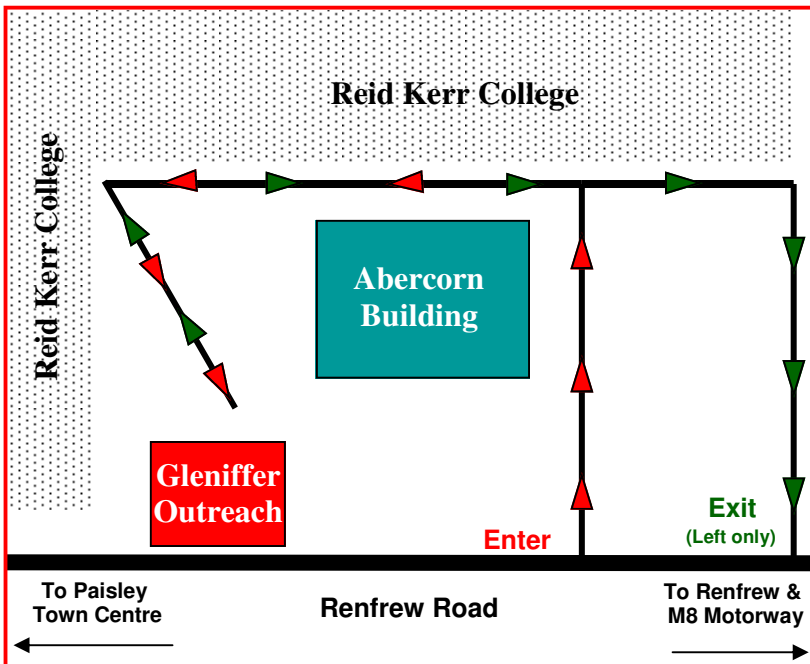 Reid Kerr College
Reid Kerr College
Abercorn
Building
Gleniffer
Outreach
Enter
Exit
(Left only)
To Paisley
Town Centre
Renfrew Road
To Renfrew &
M8 Motorway